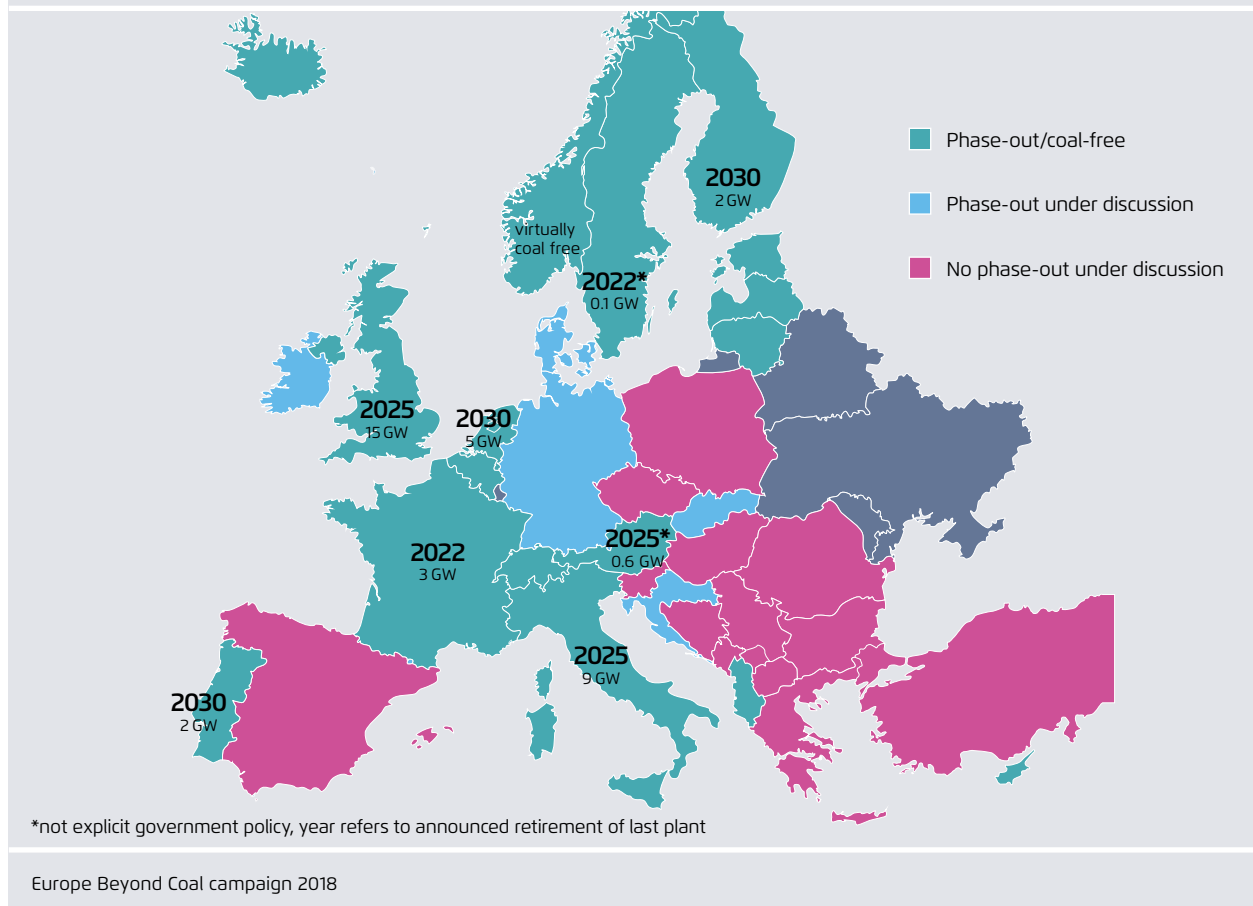 Phase-out/coal-free
Phase-out under discussion
No phase-out under discussion
2030
2 GW
virtually
coal free
2022*
0.1 GW
2025
15 GW
2030
5 GW
2022
3 GW
2025*
0.6 GW
2025
9 GW
2030
2 GW
*not explicit government policy, year refers to announced retirement of last plant
Europe Beyond Coal campaign 2018